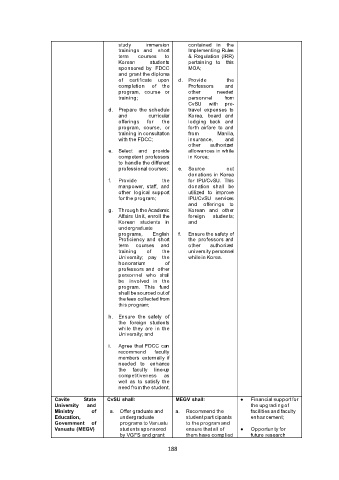 study immersion
trainings and short
term courses to
Korean students
sponsored by FDCC
and grant the diploma
of certificate upon
completion of the
program, course or
training;
d. Prepare the schedule
and curricular
offerings for the
program, course, or
training in consultation
with the FDCC;
e. Select and provide
competent professors
to handle the different
professional courses;
f. Provide the
manpower, staff, and
other logical support
for the program;
g. Through the Academic
Affairs Unit, enroll the
Korean students in
undergraduate
programs, English
Proficiency and short
term courses and
training of the
University; pay the
honorarium of
professors and other
personnel who shall
be involved in the
program. This fund
shall be sourced out of
the fees collected from
this program;
h. Ensure the safety of
the foreign students
while they are in the
University; and
i. Agree that FDCC can
recommend faculty
members externally if
needed to enhance
the faculty line-up
competitiveness as
well as to satisfy the
need from the student.
contained in the
Implementing Rules
& Regulation (IRR)
pertaining to this
MOA;
d. Provide the
Professors and
other needed
personnel from
CvSU with pre-
travel expenses to
Korea; board and
lodging back and
forth airfare to and
from Manila,
insurance, and
other authorized
allowances in while
in Korea;
e. Source out
donations in Korea
for IPU/CvSU. This
donation shall be
utilized to improve
IPU/CvSU services
and offerings to
Korean and other
foreign students;
and
f. Ensure the safety of
the professors and
other authorized
university personnel
while in Korea.
Cavite State
University and
Ministry of
Education,
Government of
Vanuatu (MEGV)
CvSU shall:
a. Offer graduate and
undergraduate
programs to Vanuatu
students sponsored
by VGFS and grant
MEGV shall:
a. Recommend the
student participants
to the program and
ensure that all of
them have complied
• Financial support for
the upgrading of
facilities and faculty
enhancement;
• Opportunity for
future research
188